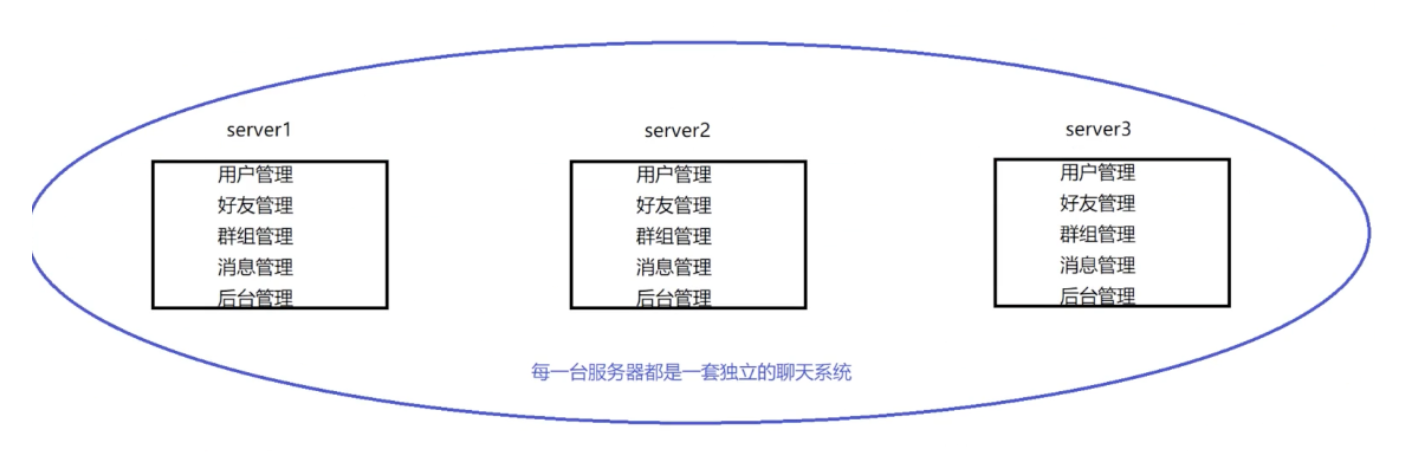 server1
用户管理
好友管理
群组管理
消息管理
后台管理
server2
用户管理
好友管理
群组管理
消息管理
后台管理
server3
用户管理
好友管理
群组管理
消息管理
后台管理
每一台服务器都是一套独立的聊天系统